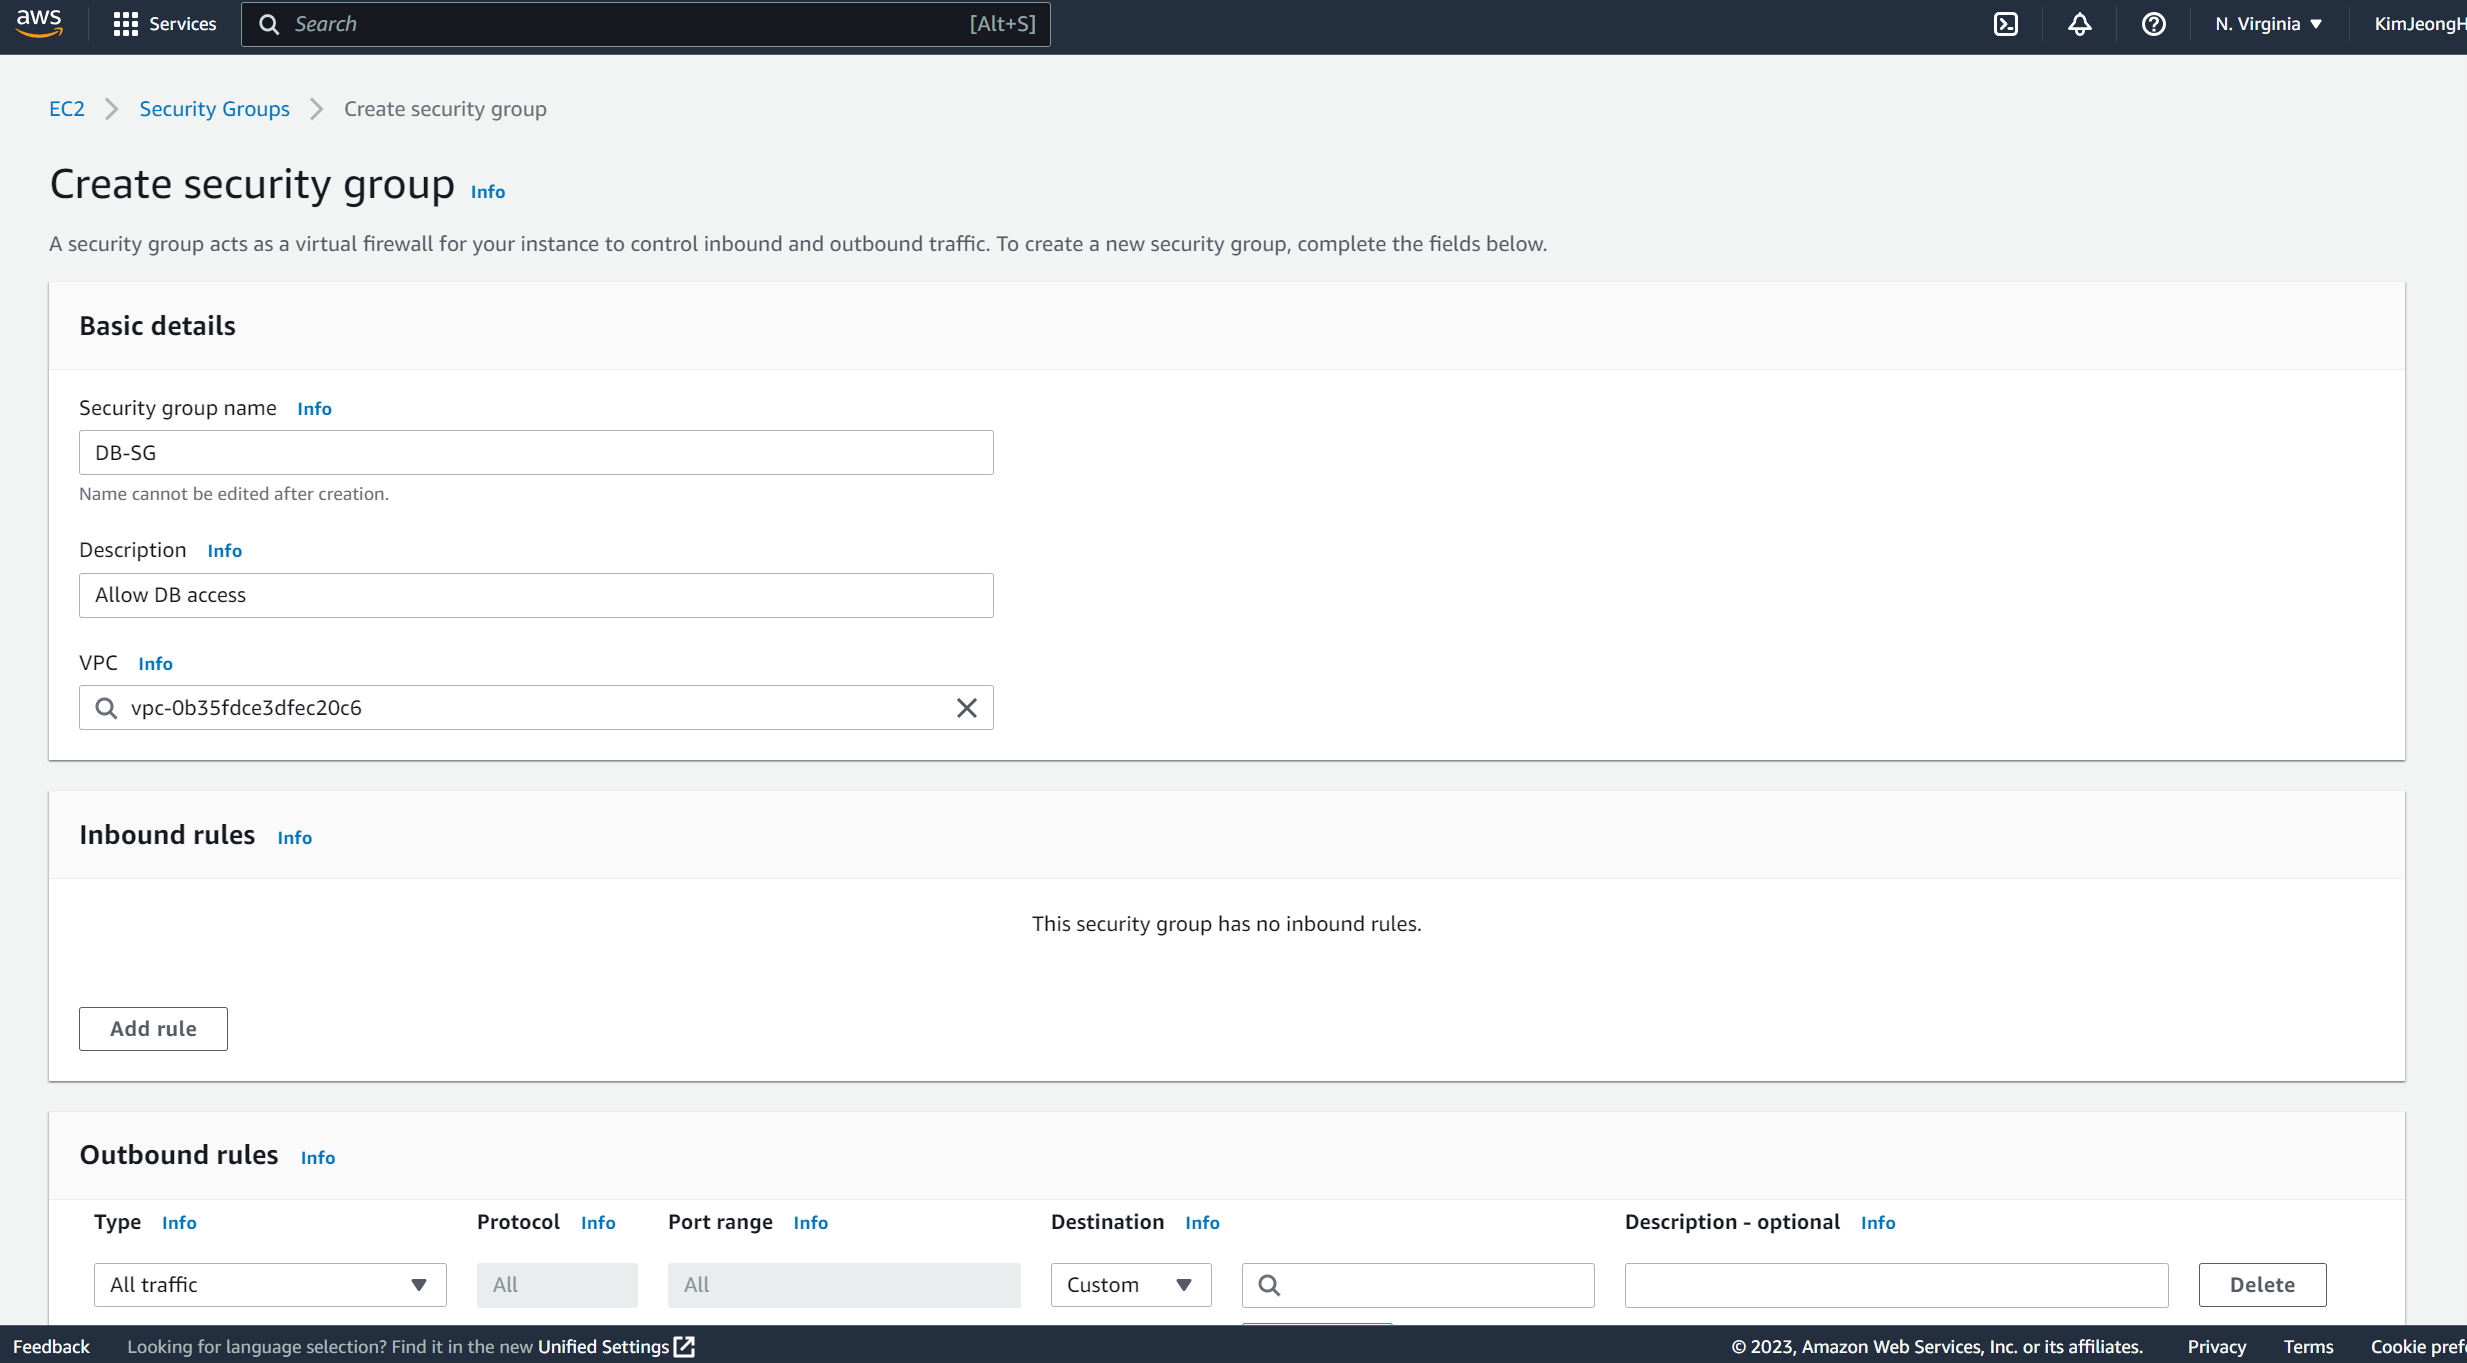 aws Services Search [Alt+S] N. Virginia KimJeongH
EC2 Security Groups Create security group
Create security group Info
A security group acts as a virtual firewall for your instance to control inbound and outbound traffic. To create a new security group, complete the fields below.
Basic details
Security group name Info
DB-SG
Name cannot be edited after creation.
Description Info
Allow DB access
VPC Info
vpc-0b35fdce3dfec20c6
Inbound rules Info
This security group has no inbound rules.
Add rule
Outbound rules Info
Type Info Protocol Info Port range Info Destination Info Description - optional Info
All traffic All All Custom Delete
Feedback Looking for language selection? Find it in the new Unified Settings © 2023, Amazon Web Services, Inc. or its affiliates. Privacy Terms Cookie pref